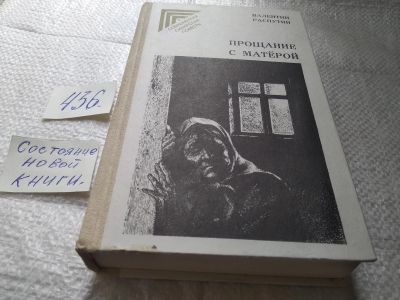 ВАЛЕНТИН
РАСПУТИН
ПРОЩАНИЕ
С МАТЁРОЙ
436.
Состояние
новой
книги.